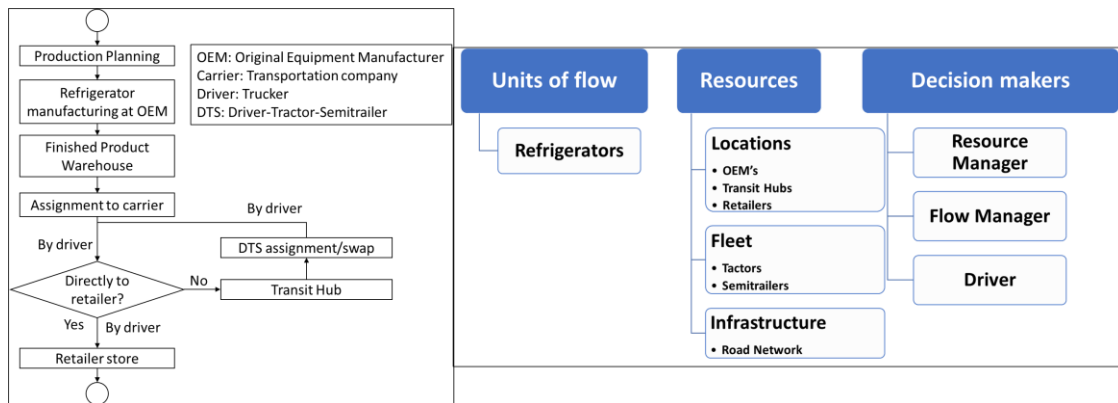 Production Planning
Refrigerator
manufacturing at OEM
Finished Product
Warehouse
Assignment to carrier
By driver
By driver
DTS assignment/swap
Directly to
retailer?
No
Transit Hub
Yes
By driver
Retailer store
OEM: Original Equipment Manufacturer
Carrier: Transportation company
Driver: Trucker
DTS: Driver-Tractor-Semitrailer
Units of flow
Refrigerators
Resources
Locations
• OEM's
• Transit Hubs
• Retailers
Fleet
• Tactors
• Semitrailers
Infrastructure
• Road Network
Decision makers
Resource
Manager
Flow Manager
Driver